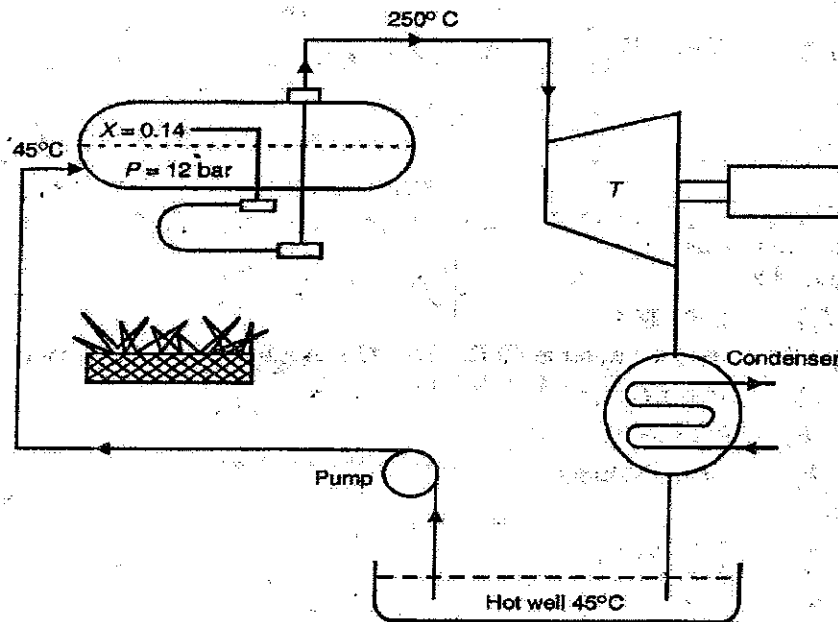 250° C
X = 0.14
45°C
P = 12 bar
T
Condenser
Pump
Hot well 45°C